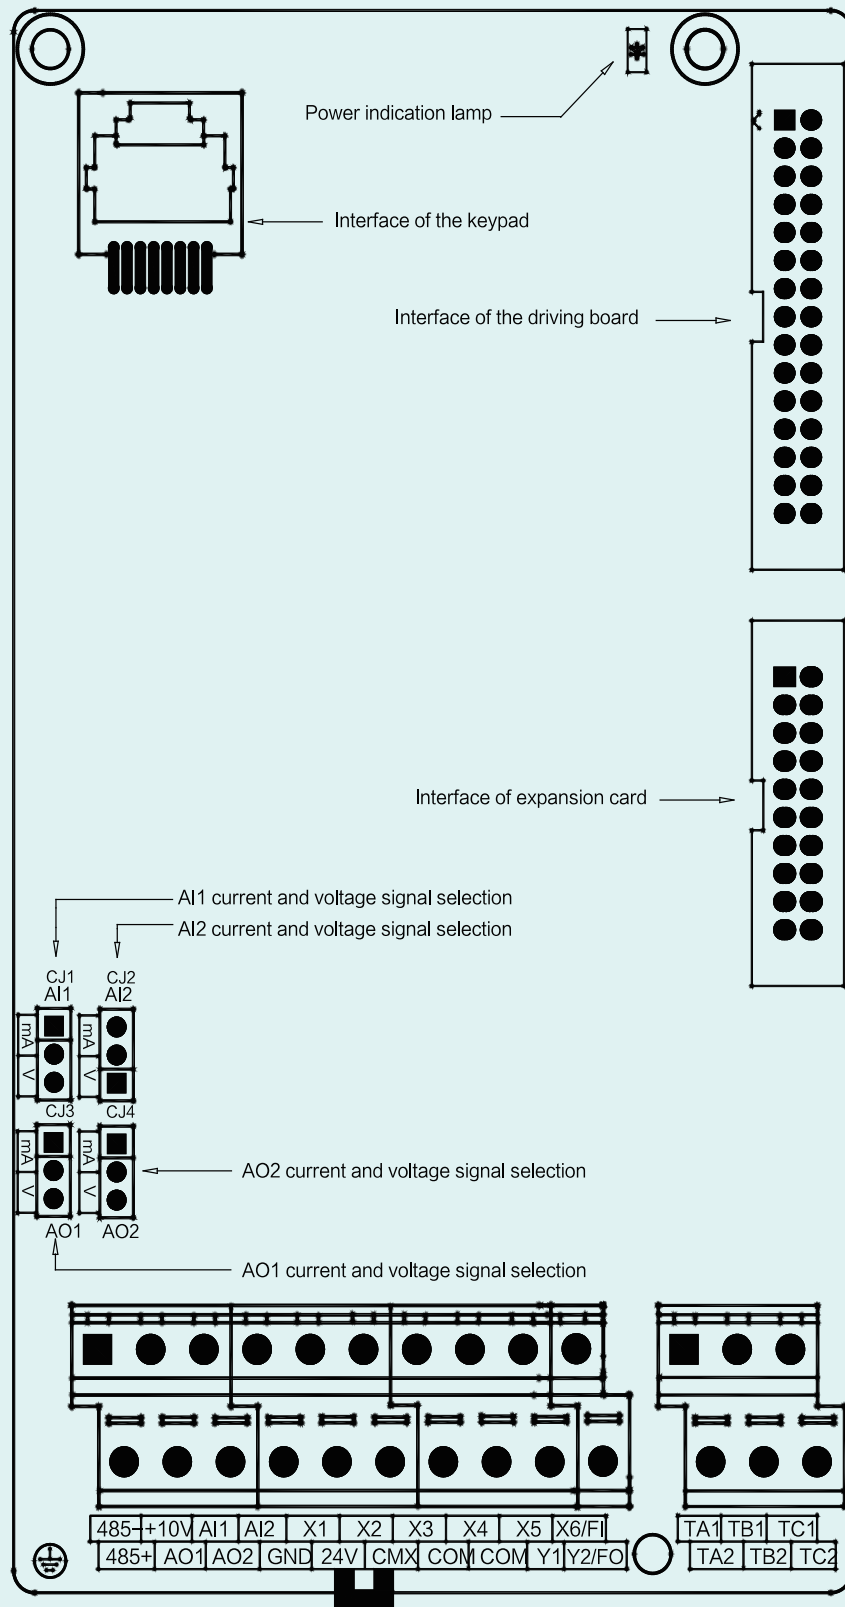 Power indication lamp
Interface of the keypad
Interface of the driving board
Interface of expansion card
AI1 current and voltage signal selection
AI2 current and voltage signal selection
CJ1 CJ2
AI1 AI2
mA mA
V V
CJ3 CJ4
mA mA
V V
AO2 current and voltage signal selection
AO1 AO2
AO1 current and voltage signal selection
485- +10V AI1 AI2 X1 X2 X3 X4 X5 X6/FI TA1 TB1 TC1
485+ AO1 AO2 GND 24V CMX COM COM Y1 Y2/FO TA2 TB2 TC2